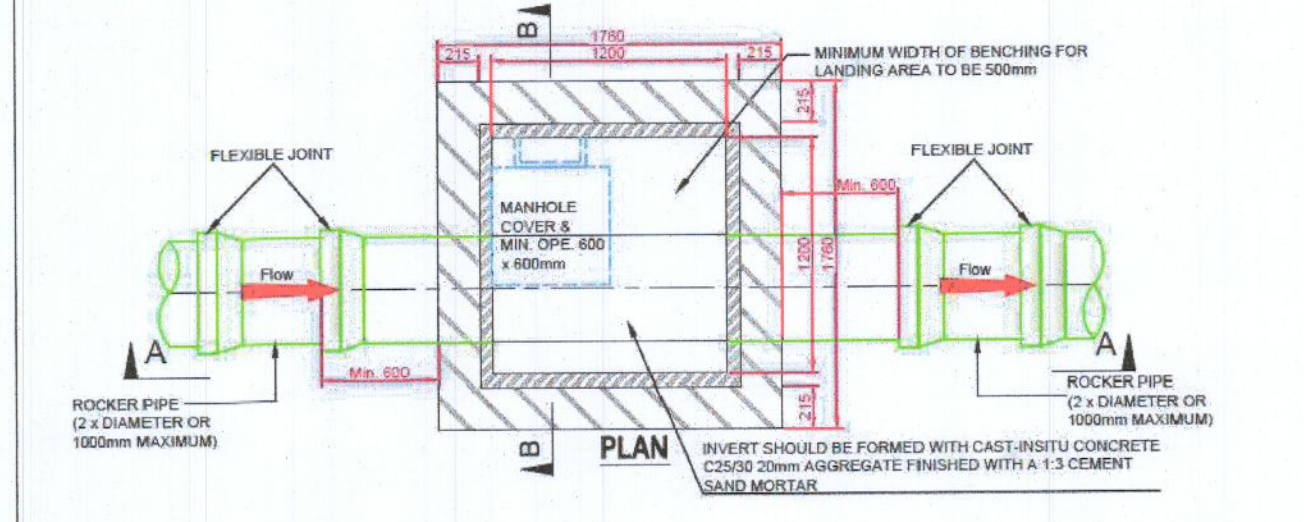 B
1760
215
1200
215
MINIMUM WIDTH OF BENCHING FOR
LANDING AREA TO BE 500mm
215
FLEXIBLE JOINT
FLEXIBLE JOINT
Min. 600
MANHOLE
COVER &
MIN. OPE. 600
x 600mm
1200
1760
Flow
Flow
A
A
Min. 600
ROCKER PIPE
(2 x DIAMETER OR
1000mm MAXIMUM)
ROCKER PIPE
(2 x DIAMETER OR
1000mm MAXIMUM)
215
B
PLAN
INVERT SHOULD BE FORMED WITH CAST-INSITU CONCRETE
C25/30 20mm AGGREGATE FINISHED WITH A 1:3 CEMENT
SAND MORTAR